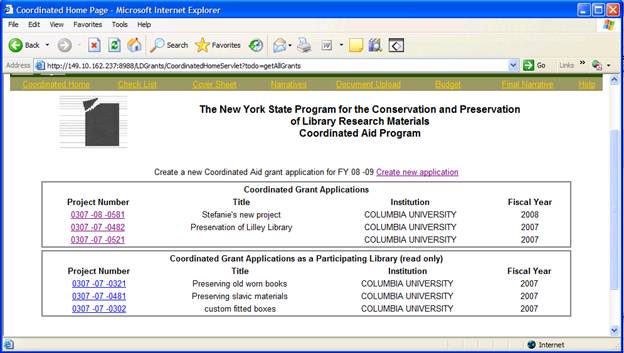 Coordinated Home Page - Microsoft Internet Explorer
File Edit View Favorites Tools Help
Back Search Favorites
Address http://149.10.162.237:8988/LDGrants/CoordinatedHomeServlet?todo=getAllGrants Go Links »
Coordinated Home Check List Cover Sheet Narratives Document Upload Budget Final Narrative Help
The New York State Program for the Conservation and Preservation
of Library Research Materials
Coordinated Aid Program
Create a new Coordinated Aid grant application for FY 08 -09 Create new application
Coordinated Grant Applications
Project Number Title Institution Fiscal Year
0307 -08 -0581 Stefanie's new project COLUMBIA UNIVERSITY 2008
0307 -07 -0482 Preservation of Lilley Library COLUMBIA UNIVERSITY 2007
0307 -07 -0521 COLUMBIA UNIVERSITY 2007
Coordinated Grant Applications as a Participating Library (read only)
Project Number Title Institution Fiscal Year
0307 -07 -0321 Preserving old worn books COLUMBIA UNIVERSITY 2007
0307 -07 -0481 Preserving slavic materials COLUMBIA UNIVERSITY 2007
0307 -07 -0302 custom fitted boxes COLUMBIA UNIVERSITY 2007
Internet